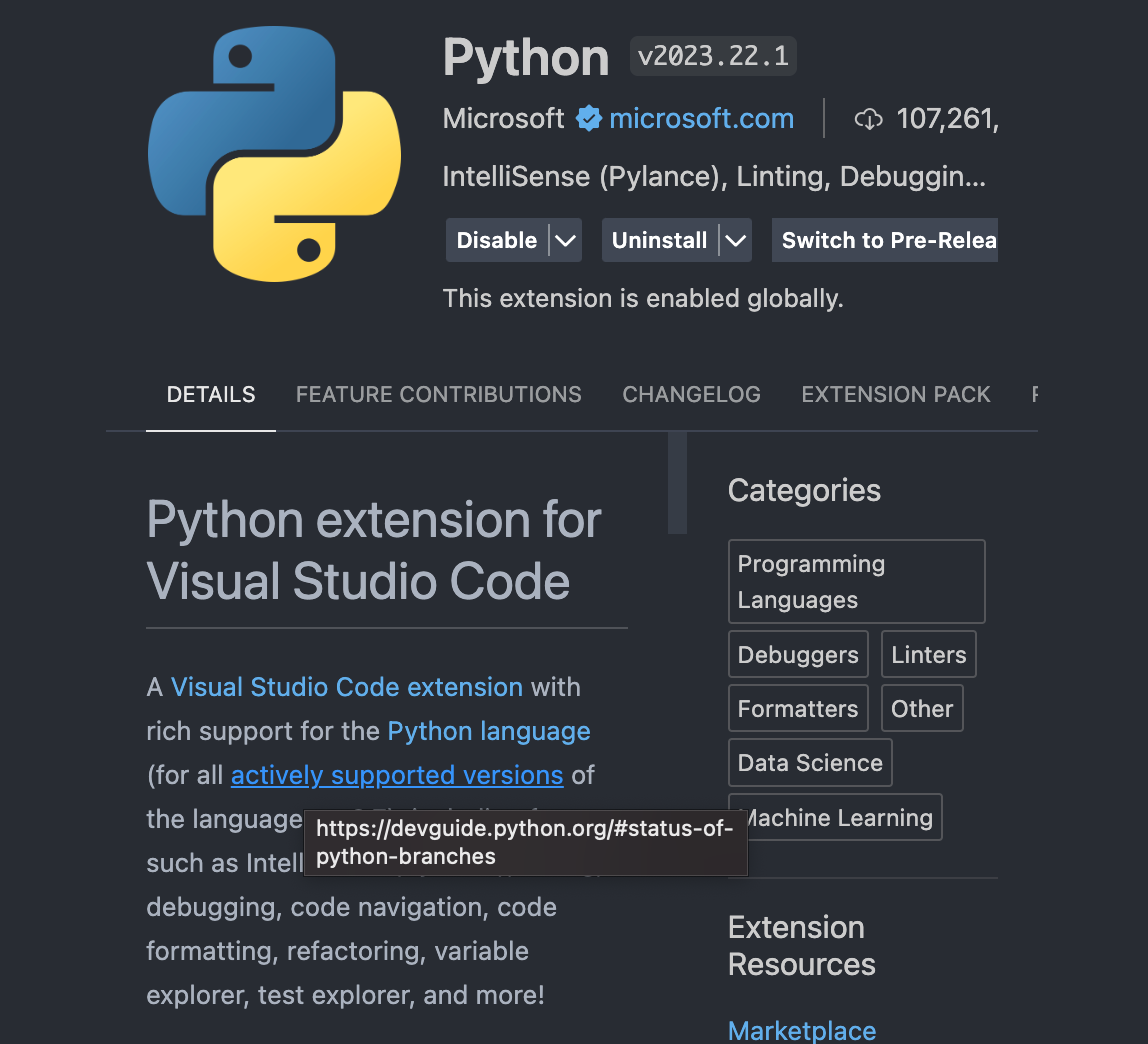 Python v2023.22.1
Microsoft microsoft.com 107,261,
IntelliSense (Pylance), Linting, Debuggin...
Disable Uninstall Switch to Pre-Relea
This extension is enabled globally.
DETAILS FEATURE CONTRIBUTIONS CHANGELOG EXTENSION PACK
Python extension for
Visual Studio Code
A Visual Studio Code extension with
rich support for the Python language
(for all actively supported versions of
the language
such as Intell
debugging, code navigation, code
formatting, refactoring, variable
explorer, test explorer, and more!
https://devguide.python.org/#status-of-
python-branches
Categories
Programming
Languages
Debuggers Linters
Formatters Other
Data Science
Machine Learning
Extension
Resources
Marketplace